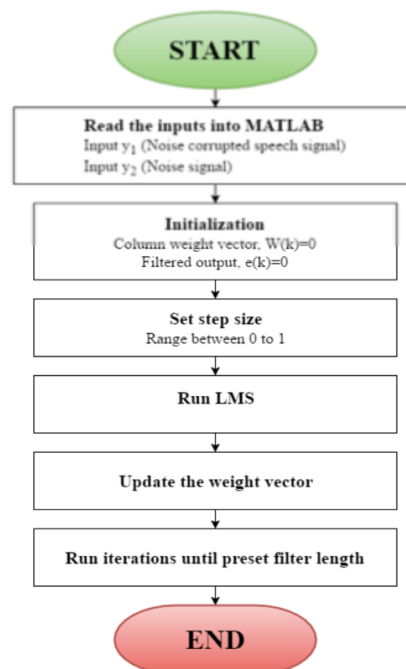 START
Read the inputs into MATLAB
Input y₁ (Noise corrupted speech signal)
Input y₂ (Noise signal)
Initialization
Column weight vector, W(k)=0
Filtered output, e(k)=0
Set step size
Range between 0 to 1
Run LMS
Update the weight vector
Run iterations until preset filter length
END